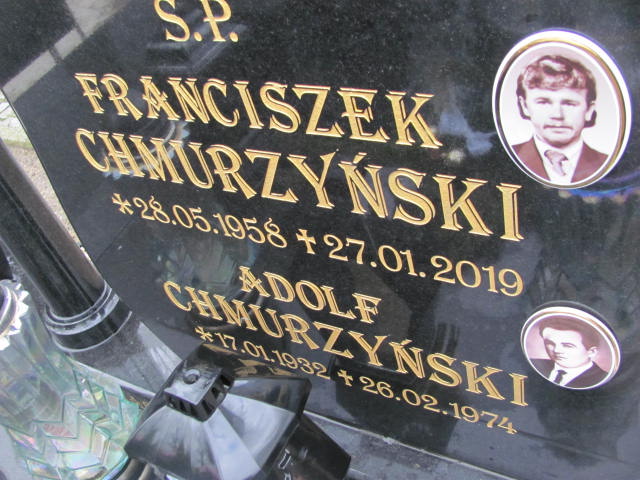 S.P.
FRANCISZEK
CHMURZYŃSKI
*28.05.1958 ✝ 27.01.2019
ADOLF
CHMURZYŃSKI
*17.01.1932 ✝ 26.02.1974